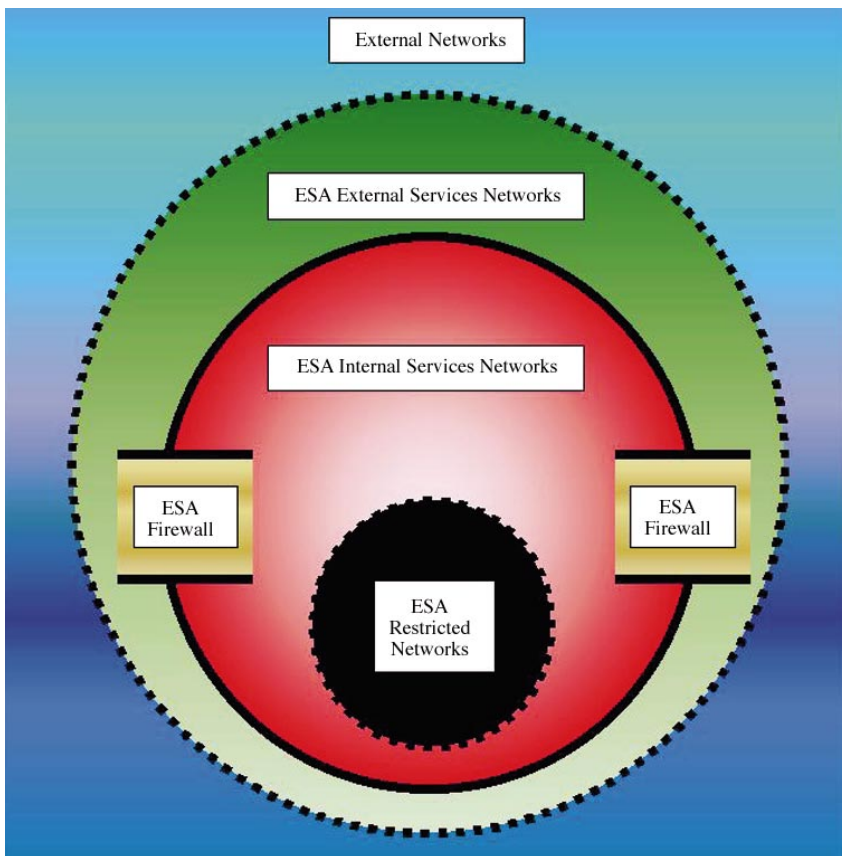 External Networks
ESA External Services Networks
ESA Internal Services Networks
ESA
Firewall
ESA
Firewall
ESA
Restricted
Networks